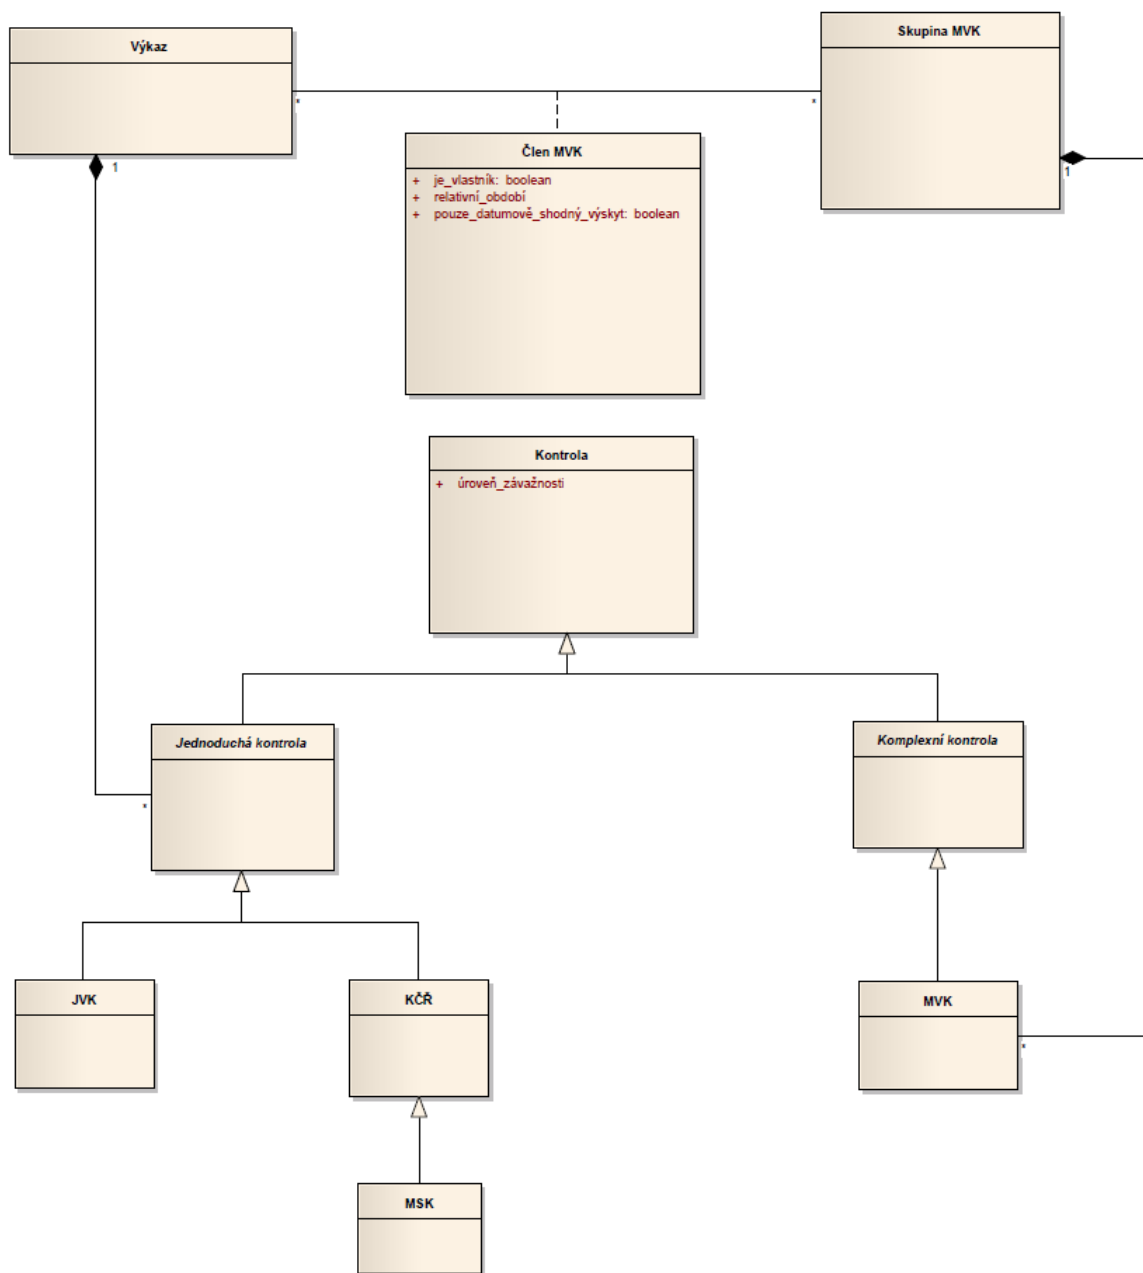 Výkaz
Skupina MVK
*
*
1
1
Člen MVK
+ je_vlastník: boolean
+ relativní_období
+ pouze_datumově_shodný_výskyt: boolean
Kontrola
+ úroveň_závažnosti
Jednoduchá kontrola
Komplexní kontrola
*
JVK
KČŘ
MVK
*
MSK